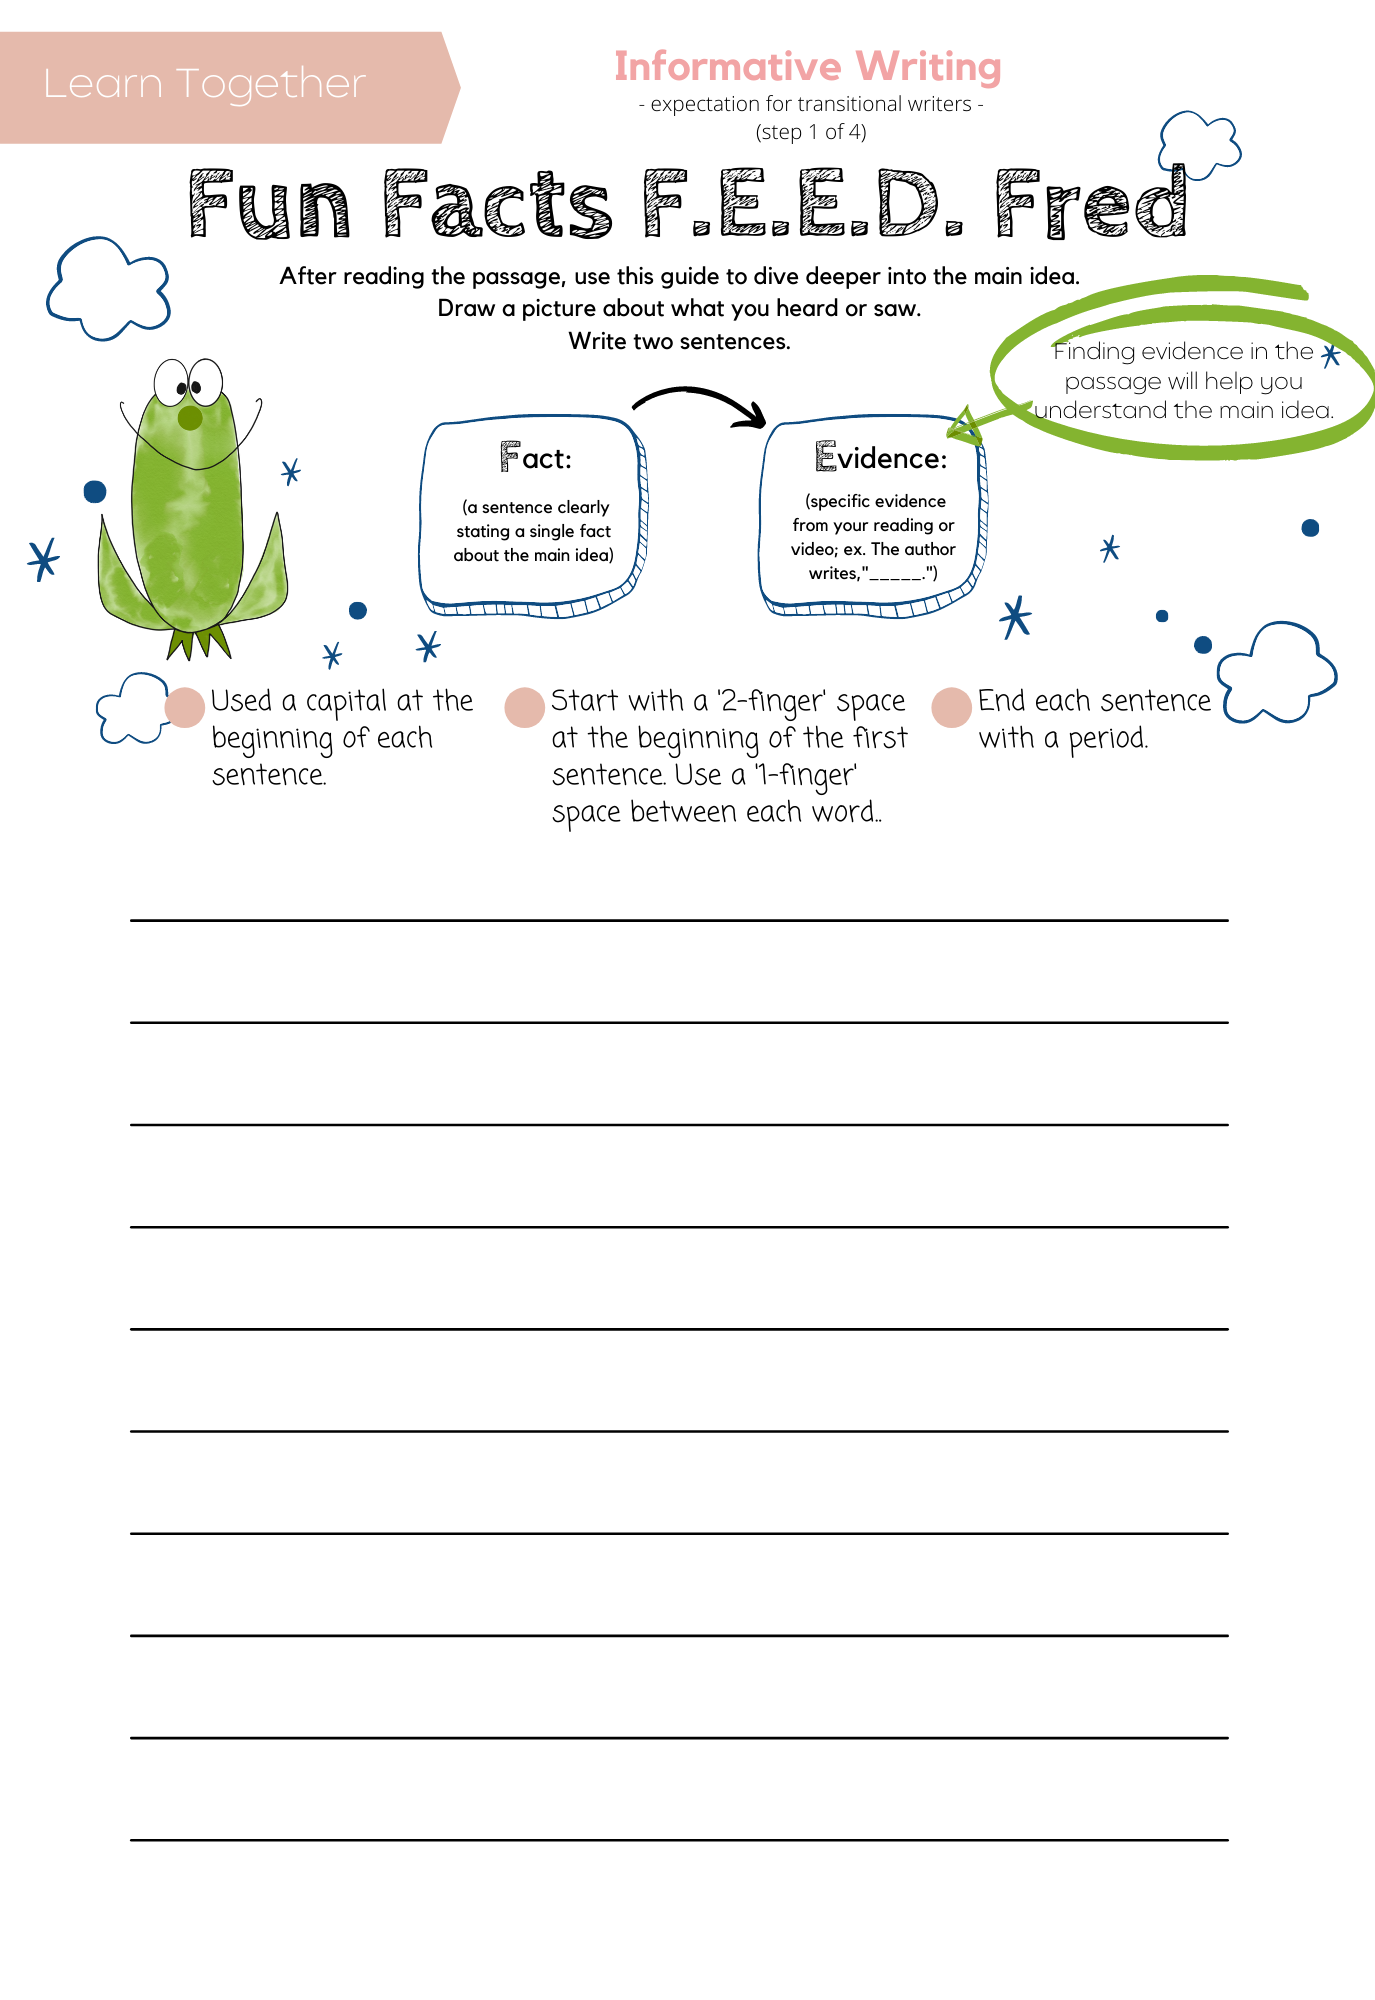 Learn Together
Informative Writing
- expectation for transitional writers -
(step 1 of 4)
Fun Facts F.E.E.D. Fred
After reading the passage, use this guide to dive deeper into the main idea.
Draw a picture about what you heard or saw.
Write two sentences.
Finding evidence in the
passage will help you
understand the main idea.
Fact:
(a sentence clearly
stating a single fact
about the main idea)
Evidence:
(specific evidence
from your reading or
video; ex. The author
writes,"_____.")
Used a capital at the
beginning of each
sentence.
Start with a '2-finger' space
at the beginning of the first
sentence. Use a '1-finger'
space between each word..
End each sentence
with a period.